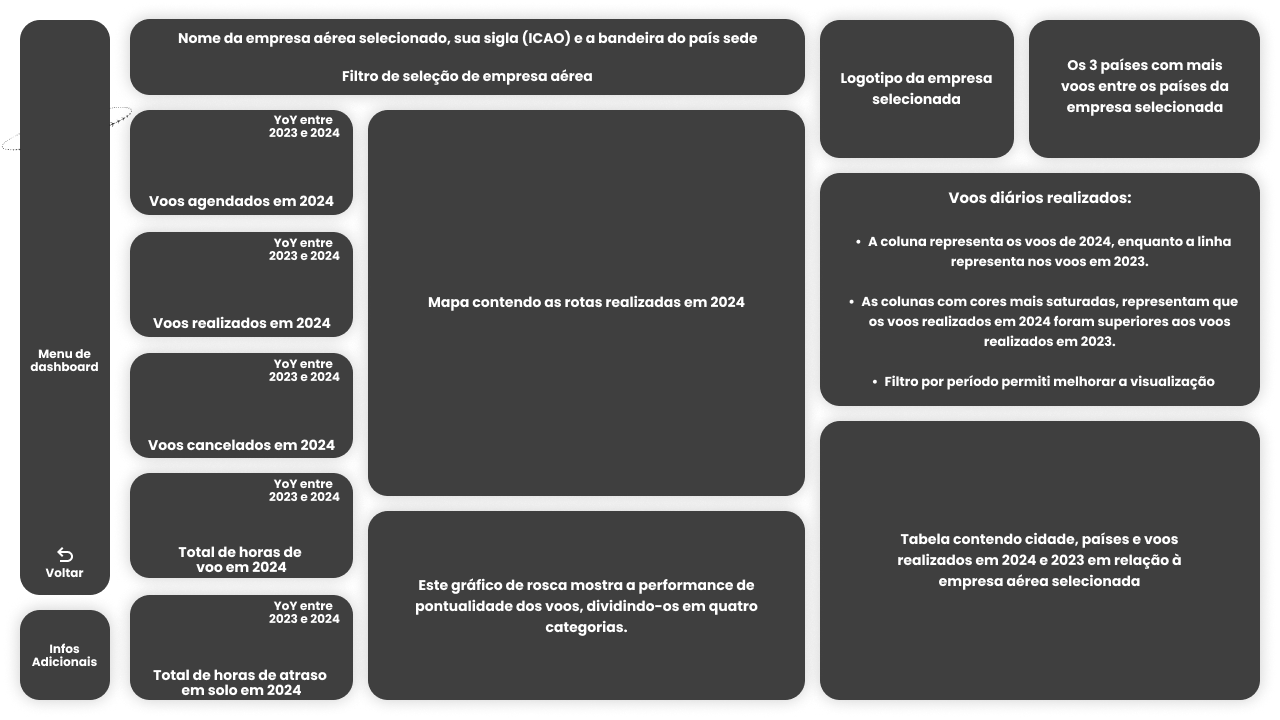 Menu de
dashboard
Voltar
Infos
Adicionais
Nome da empresa aérea selecionado, sua sigla (ICAO) e a bandeira do país sede
Filtro de seleção de empresa aérea
YoY entre
2023 e 2024
Voos agendados em 2024
YoY entre
2023 e 2024
Voos realizados em 2024
YoY entre
2023 e 2024
Voos cancelados em 2024
YoY entre
2023 e 2024
Total de horas de
voo em 2024
YoY entre
2023 e 2024
Total de horas de atraso
em solo em 2024
Mapa contendo as rotas realizadas em 2024
Este gráfico de rosca mostra a performance de
pontualidade dos voos, dividindo-os em quatro
categorias.
Logotipo da empresa
selecionada
Os 3 países com mais
voos entre os países da
empresa selecionada
Voos diários realizados:
• A coluna representa os voos de 2024, enquanto a linha
representa nos voos em 2023.
• As colunas com cores mais saturadas, representam que
os voos realizados em 2024 foram superiores aos voos
realizados em 2023.
• Filtro por período permiti melhorar a visualização
Tabela contendo cidade, países e voos
realizados em 2024 e 2023 em relação à
empresa aérea selecionada